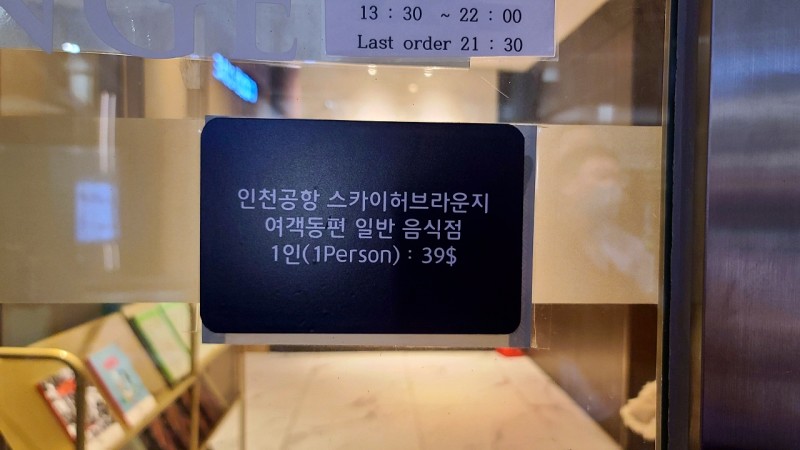 NGE
13 : 30 ~ 22 : 00
Last order 21 : 30
인천공항 스카이허브라운지
여객동편 일반 음식점
1인(1Person) : 39$